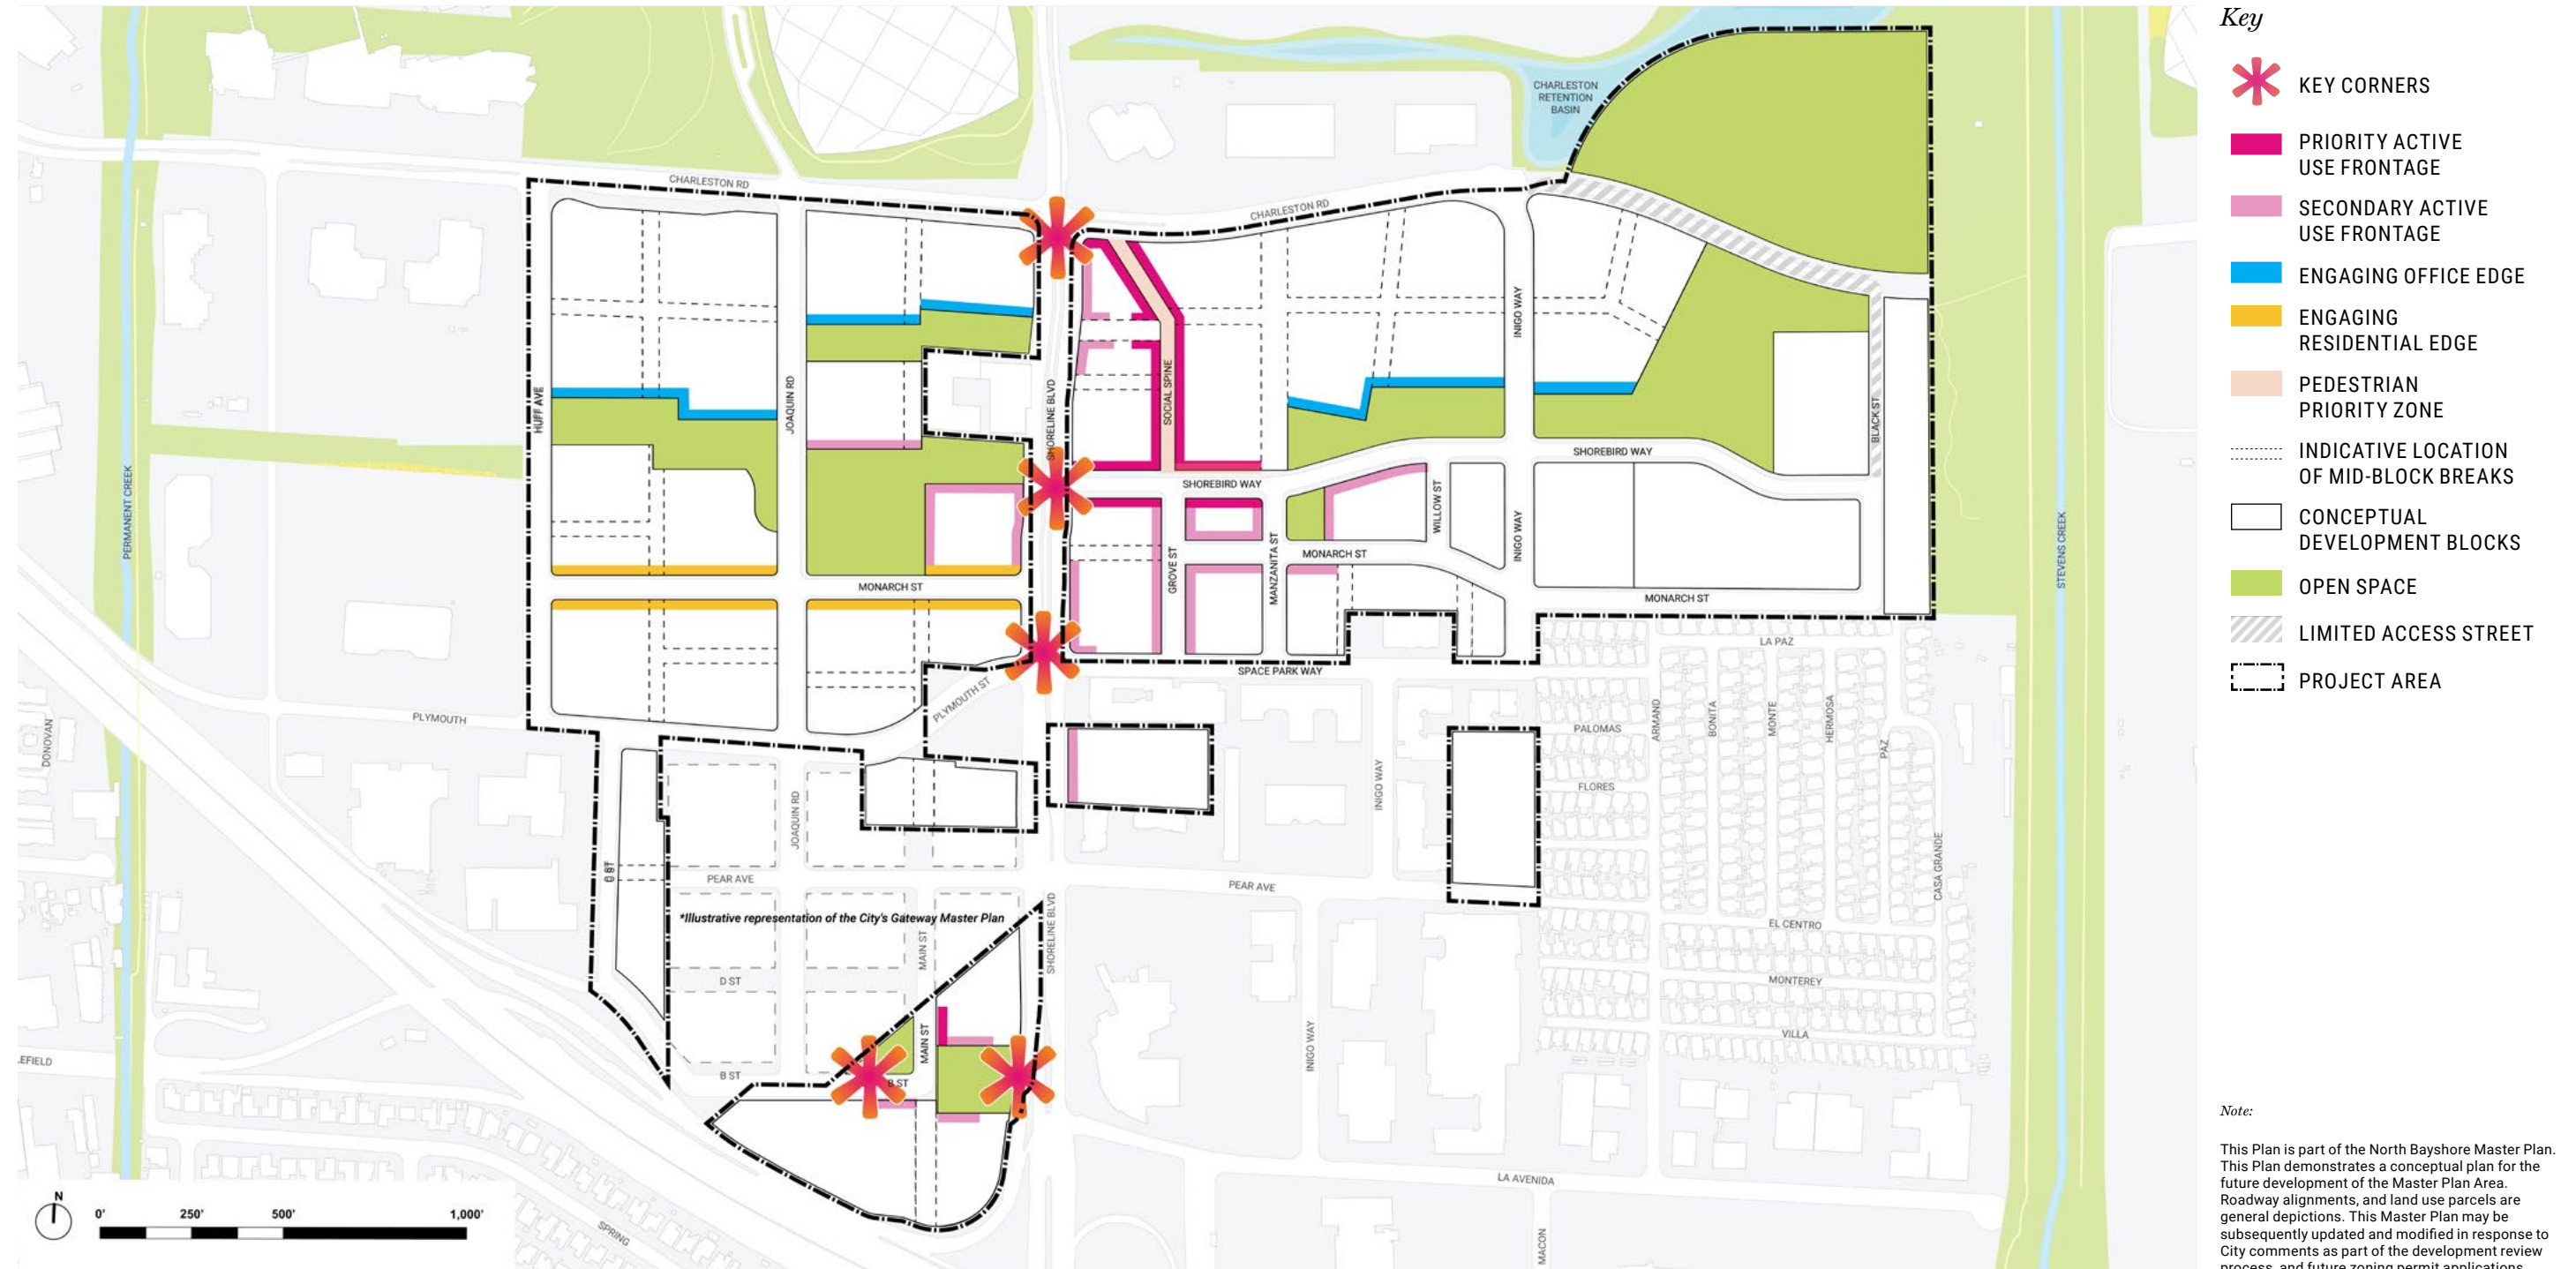 Key
KEY CORNERS
PRIORITY ACTIVE
USE FRONTAGE
SECONDARY ACTIVE
USE FRONTAGE
ENGAGING OFFICE EDGE
ENGAGING
RESIDENTIAL EDGE
PEDESTRIAN
PRIORITY ZONE
INDICATIVE LOCATION
OF MID-BLOCK BREAKS
CONCEPTUAL
DEVELOPMENT BLOCKS
OPEN SPACE
LIMITED ACCESS STREET
PROJECT AREA
CHARLESTON
RETENTION
BASIN
CHARLESTON RD
CHARLESTON RD
HUFF AVE
JOAQUIN RD
SHORELINE BLVD
SOCIAL SPINE
INIGO WAY
BLACK ST
SHOREBIRD WAY
SHOREBIRD WAY
PERMANENT CREEK
STEVENS CREEK
WILLOW ST
INIGO WAY
GROVE ST
MANZANITA ST
MONARCH ST
MONARCH ST
MONARCH ST
LA PAZ
SPACE PARK WAY
PLYMOUTH ST
PLYMOUTH
DONOVAN
PALOMAS
ARMAND
BONITA
MONTE
HERMOSA
PAZ
FLORES
INIGO WAY
JOAQUIN RD
CASA GRANDE
C ST
PEAR AVE
PEAR AVE
*Illustrative representation of the City's Gateway Master Plan
MAIN ST
SHORELINE BLVD
EL CENTRO
D ST
MONTEREY
MAIN ST
INIGO WAY
VILLA
LEFIELD
B ST
B ST
LA AVENIDA
SPRING
MACON
N
0' 250' 500' 1,000'
Note:
This Plan is part of the North Bayshore Master Plan.
This Plan demonstrates a conceptual plan for the
future development of the Master Plan Area.
Roadway alignments, and land use parcels are
general depictions. This Master Plan may be
subsequently updated and modified in response to
City comments as part of the development review
process, and future zoning permit applications